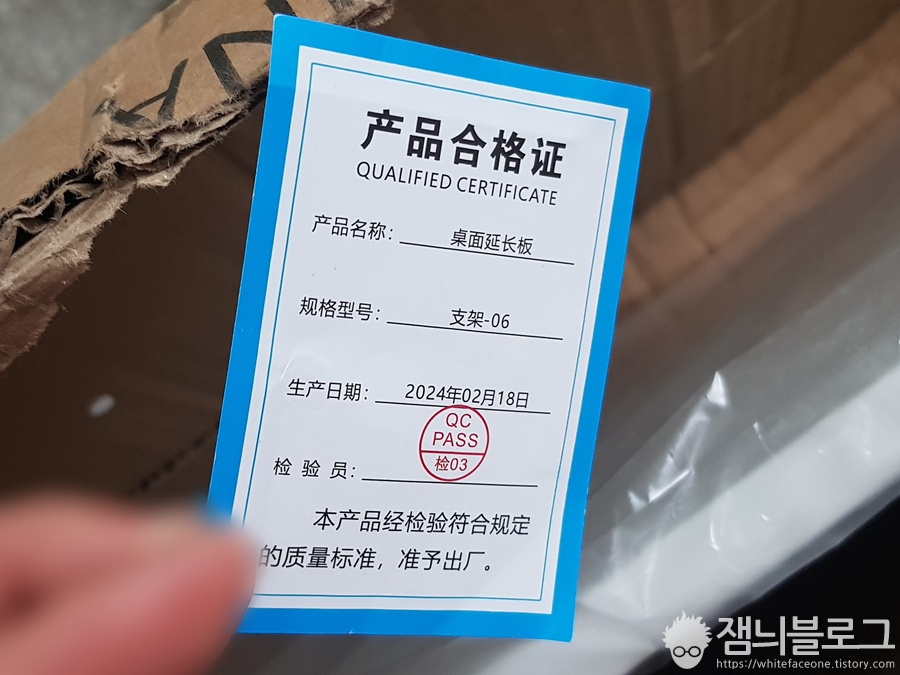 产品合格证
QUALIFIED CERTIFICATE
产品名称： 桌面延长板
规格型号： 支架-06
生产日期： 2024年02月18日
QC
PASS
检验员： 检03
本产品经检验符合规定
的质量标准，准予出厂。
잼늬블로그
https://whitefaceone.tistory.com